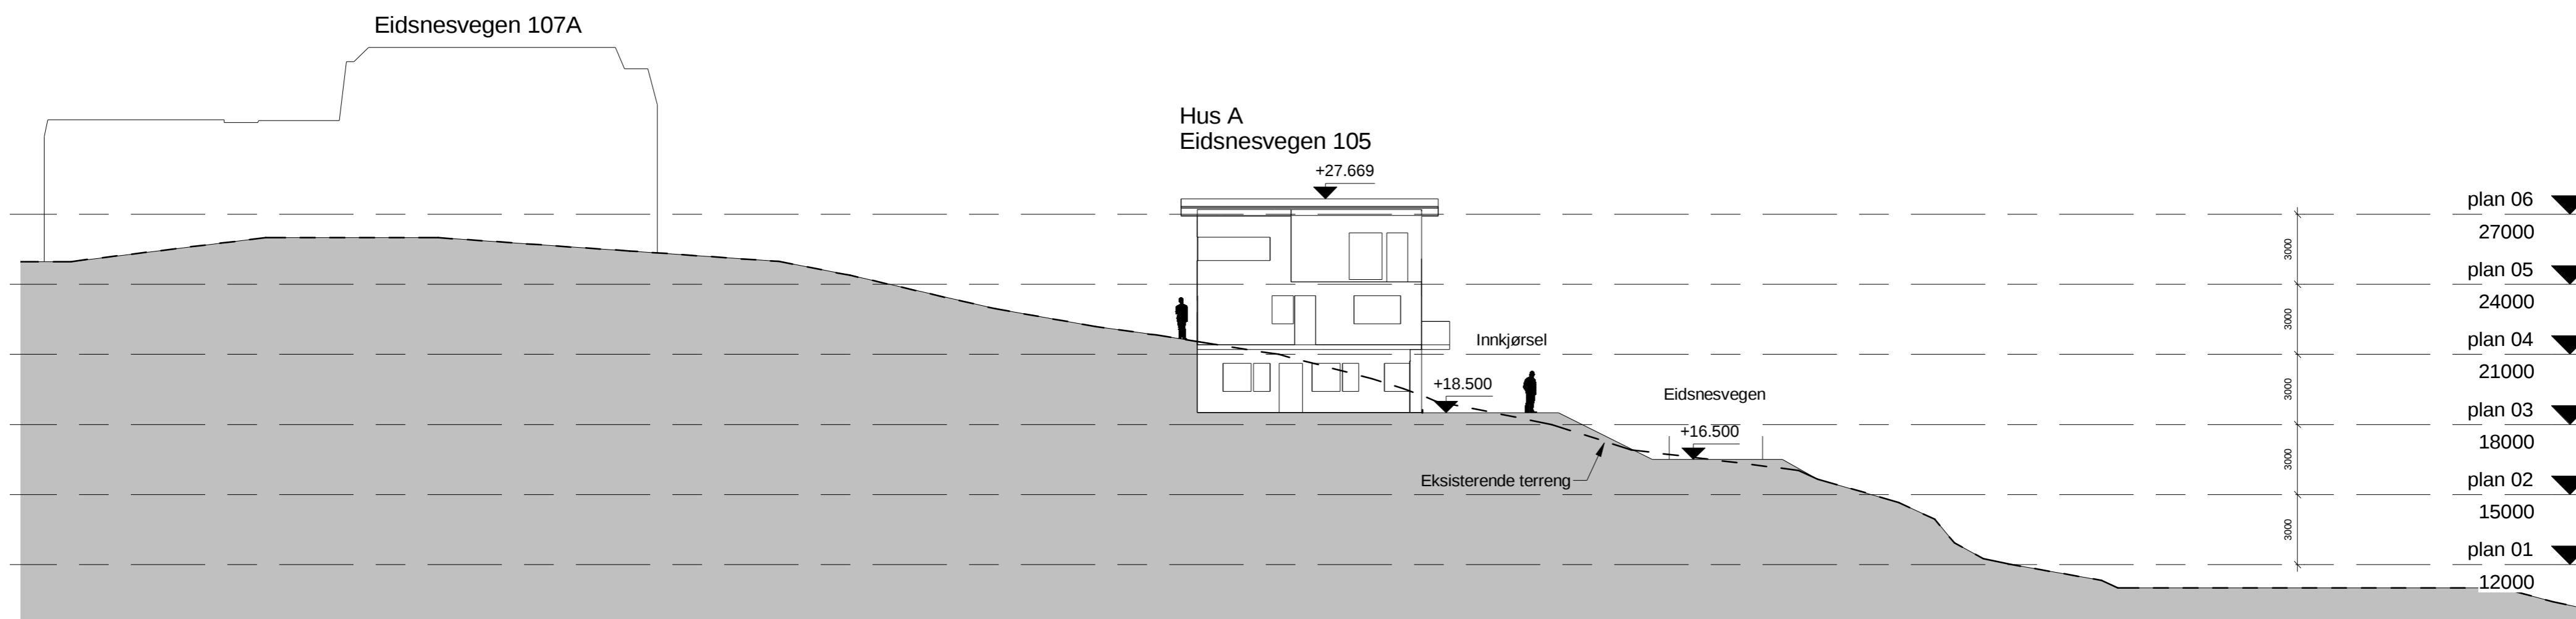 Eidsnesvegen 107A
Hus A
Eidsnesvegen 105
+27.669
plan 06
27000
3000
plan 05
24000
3000
Innkjørsel
plan 04
21000
3000
+18.500
Eidsnesvegen
plan 03
+16.500
18000
3000
Eksisterende terreng
plan 02
15000
3000
plan 01
12000